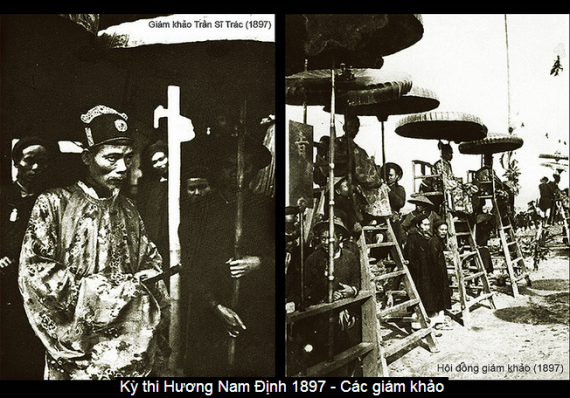 Giám khảo Trần Sĩ Trác (1897)
Hội đồng giám khảo (1897)
Kỳ thi Hương Nam Định 1897 - Các giám khảo